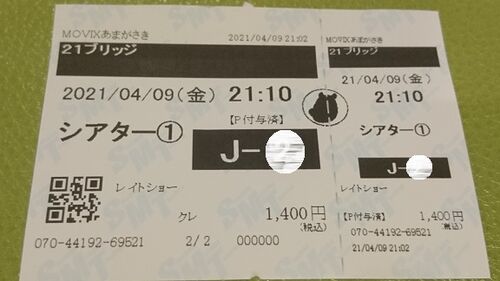 MOVIXあまがさき 2021/04/09 21:02
21ブリッジ
2021/04/09(金) 21:10
【P付与済】
シアター① J-
レイトショー
クレ 1,400円
(税込)
070-44192-69521 2/2 000000
MOVIXあまがさき
21ブリッジ
21/04/09(金)
21:10
シアター①
J-
レイトショー
【P付与済】 1,400円
(税込)
21/04/09 21:02